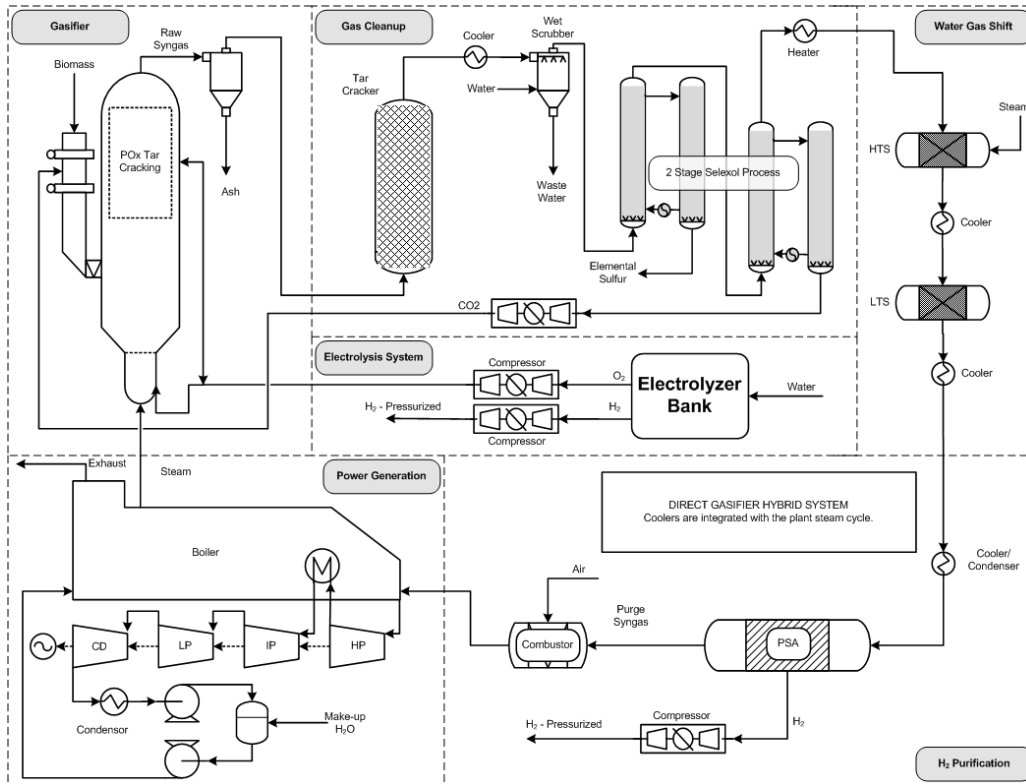 Gasifier
Raw
Syngas
Biomass
POx Tar
Cracking
Ash
Gas Cleanup
Cooler
Wet
Scrubber
Tar
Cracker
Water
Waste
Water
2 Stage Selexol Process
Elemental
Sulfur
CO2
Heater
Water Gas Shift
Steam
HTS
Cooler
LTS
Cooler
Electrolysis System
Compressor
O2
H2 - Pressurized
H2
Compressor
Electrolyzer
Bank
Water
Exhaust
Steam
Power Generation
Boiler
CD
LP
IP
HP
Condensor
Make-up
H2O
DIRECT GASIFIER HYBRID SYSTEM
Coolers are integrated with the plant steam cycle.
Cooler/
Condenser
Air
Purge
Syngas
Combustor
PSA
H2
Compressor
H2 - Pressurized
H2 Purification